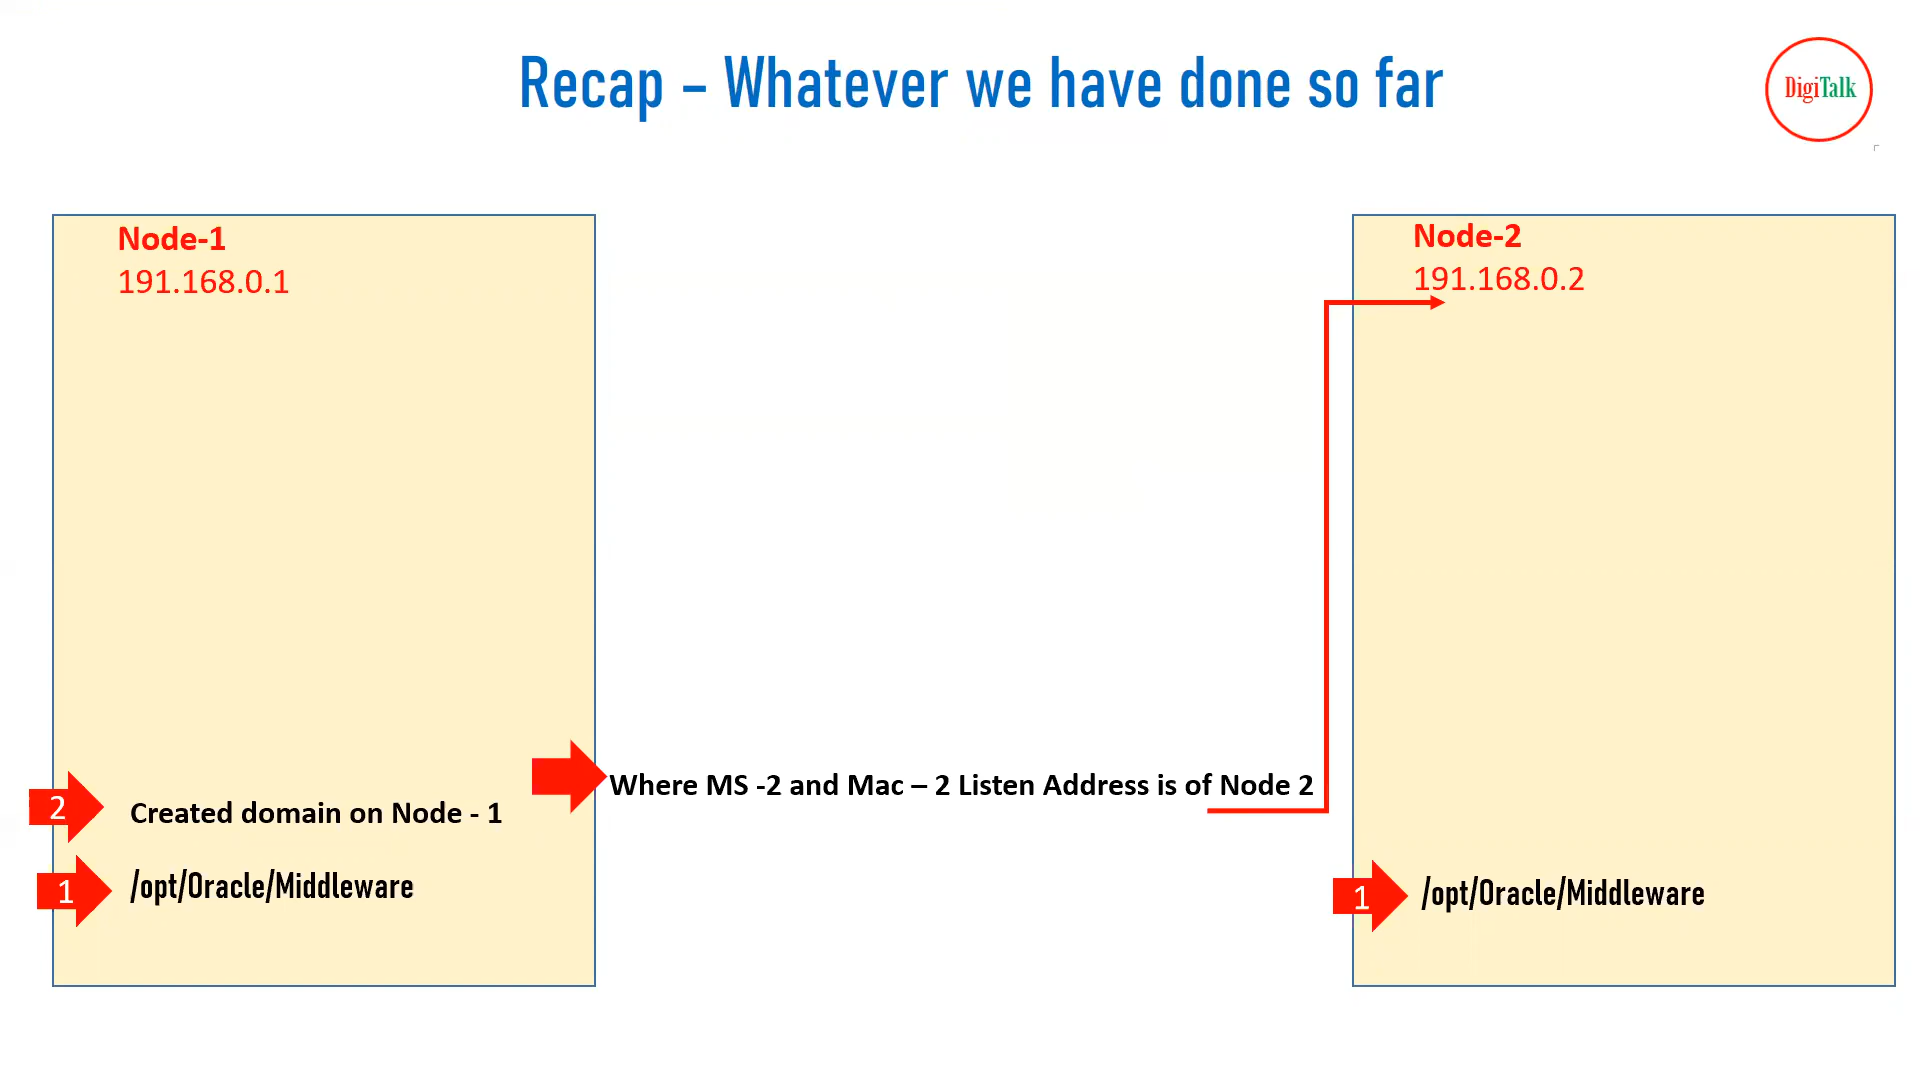 Recap – Whatever we have done so far
DigiTalk
Node-1
191.168.0.1
Node-2
191.168.0.2
Where MS -2 and Mac – 2 Listen Address is of Node 2
2
Created domain on Node - 1
1
/opt/Oracle/Middleware
1
/opt/Oracle/Middleware